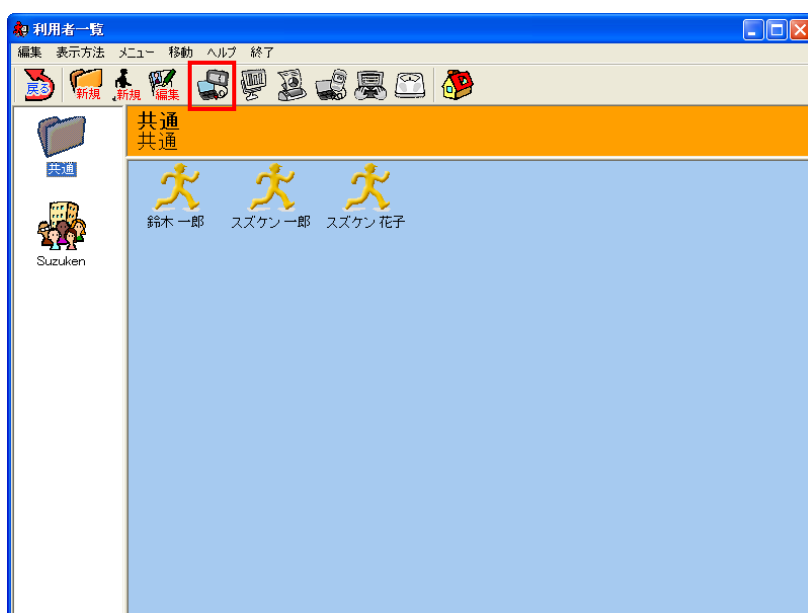 利用者一覧
編集 表示方法 メニュー 移動 ヘルプ 終了
戻る 新規 新規 編集
共通
共通
共通
鈴木 一郎 スズケン 一郎 スズケン 花子
Suzuken